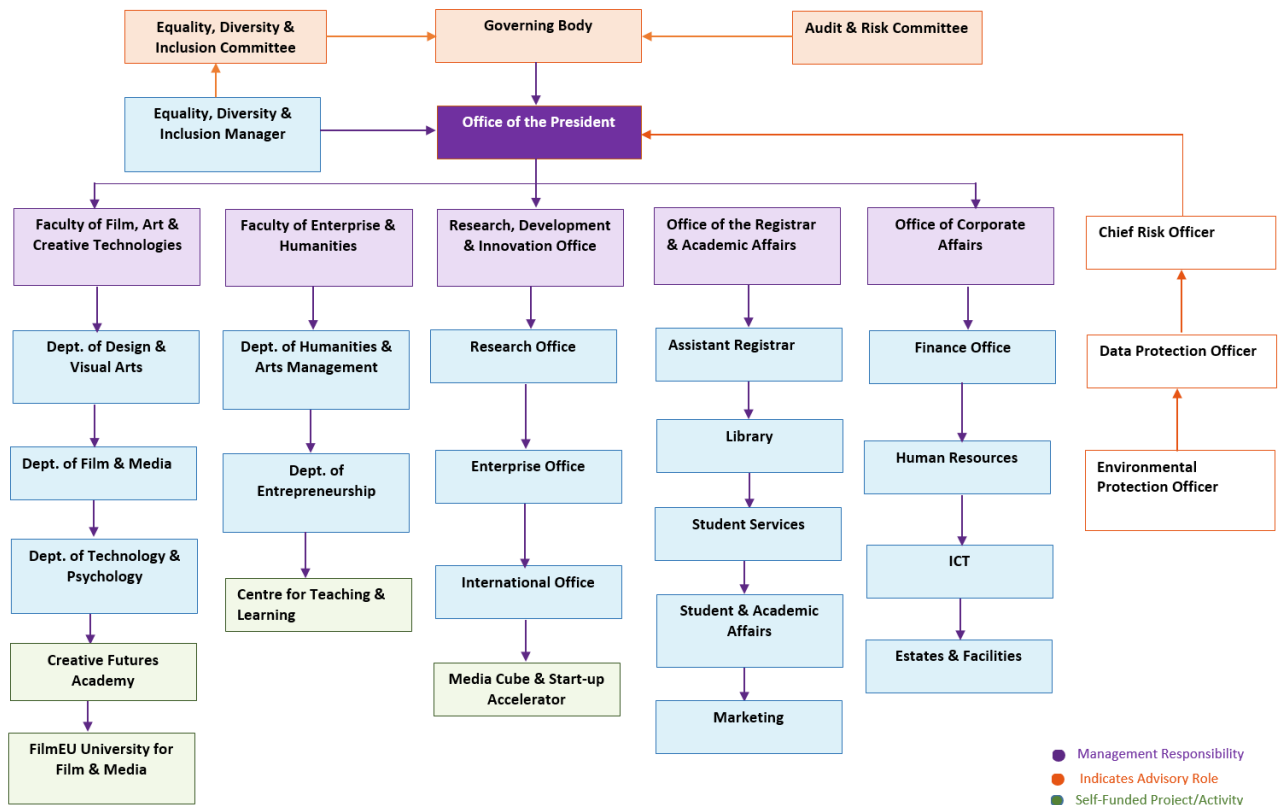 Equality, Diversity &
Inclusion Committee
Governing Body
Audit & Risk Committee
Equality, Diversity &
Inclusion Manager
Office of the President
Faculty of Film, Art &
Creative Technologies
Faculty of Enterprise &
Humanities
Research, Development
& Innovation Office
Office of the Registrar
& Academic Affairs
Office of Corporate
Affairs
Chief Risk Officer
Dept. of Design &
Visual Arts
Dept. of Humanities &
Arts Management
Research Office
Assistant Registrar
Finance Office
Data Protection Officer
Dept. of Film & Media
Dept. of
Entrepreneurship
Enterprise Office
Library
Human Resources
Environmental
Protection Officer
Dept. of Technology &
Psychology
Centre for Teaching &
Learning
International Office
Student Services
ICT
Student & Academic
Affairs
Estates & Facilities
Creative Futures
Academy
Media Cube & Start-up
Accelerator
Marketing
FilmEU University for
Film & Media
Management Responsibility
Indicates Advisory Role
Self-Funded Project/Activity